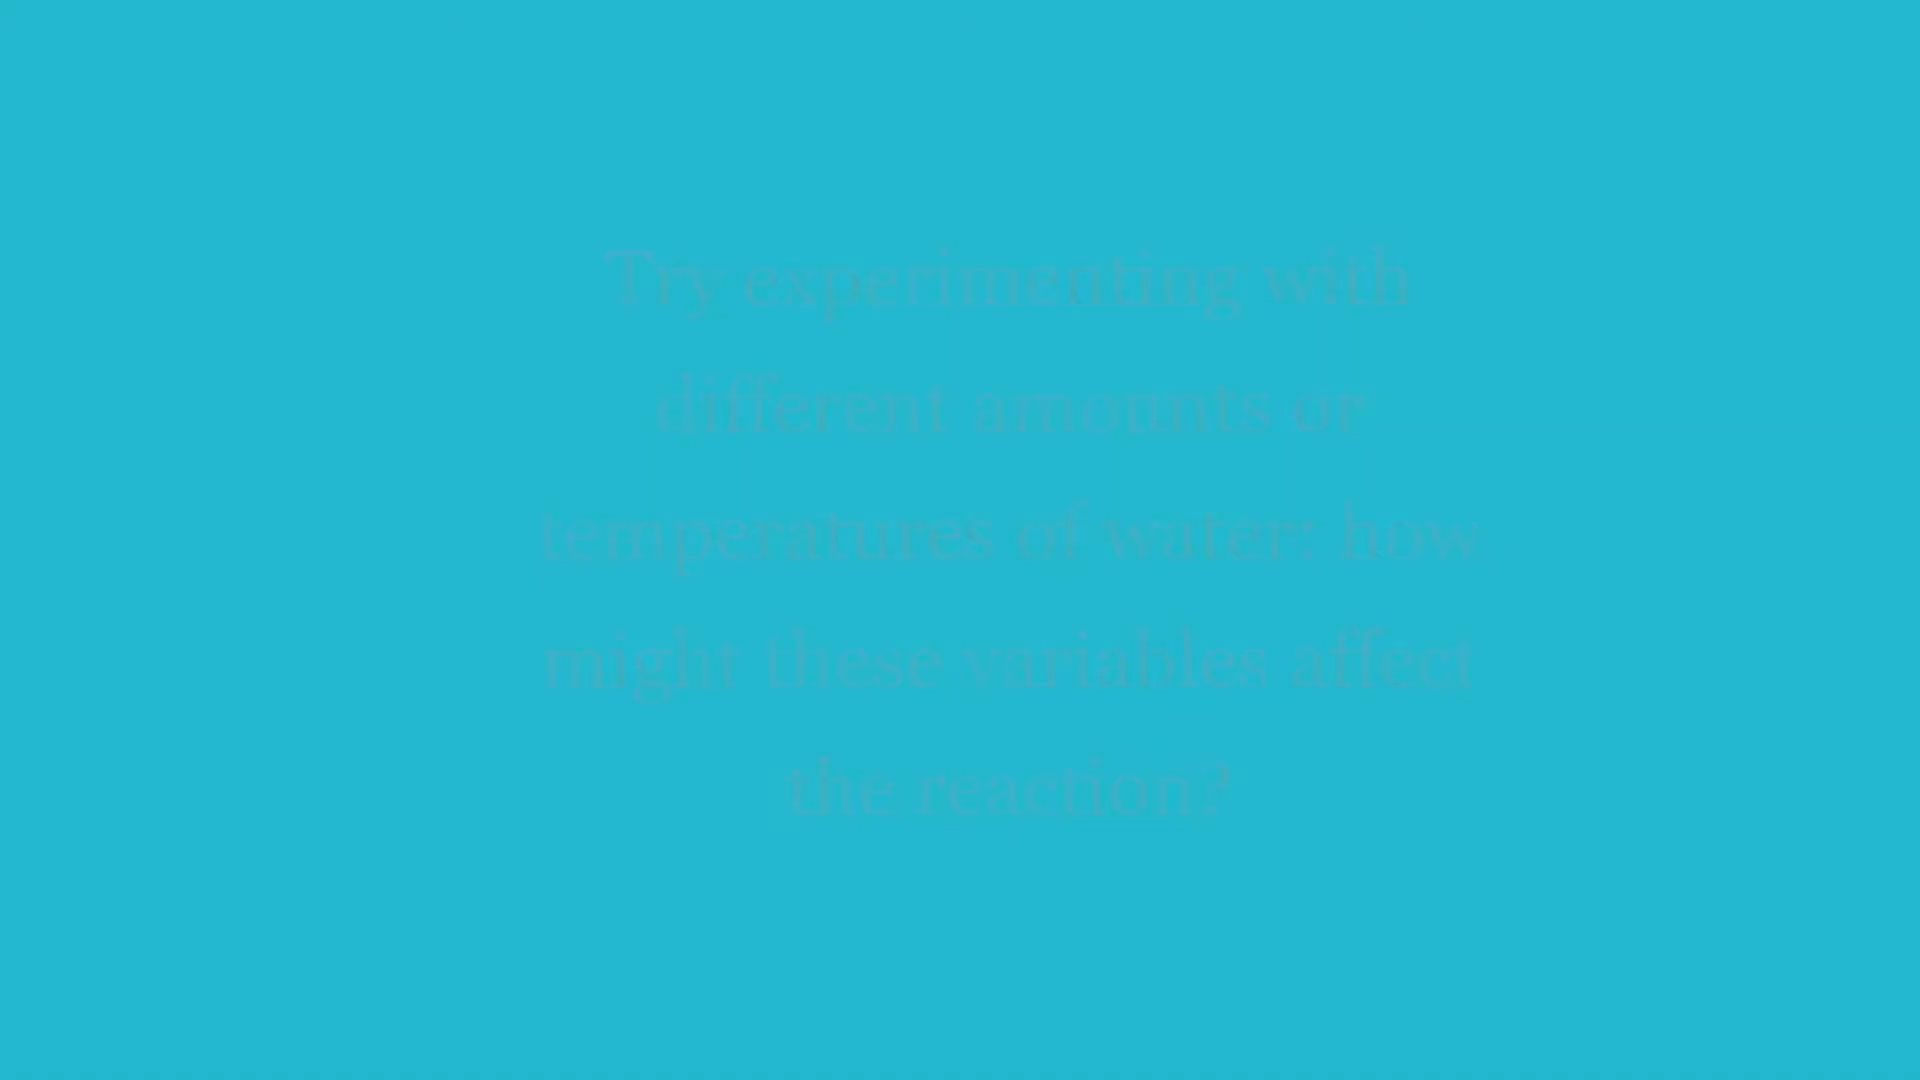 Try experimenting with
different amounts or
temperatures of water: how
might these variables affect
the reaction?